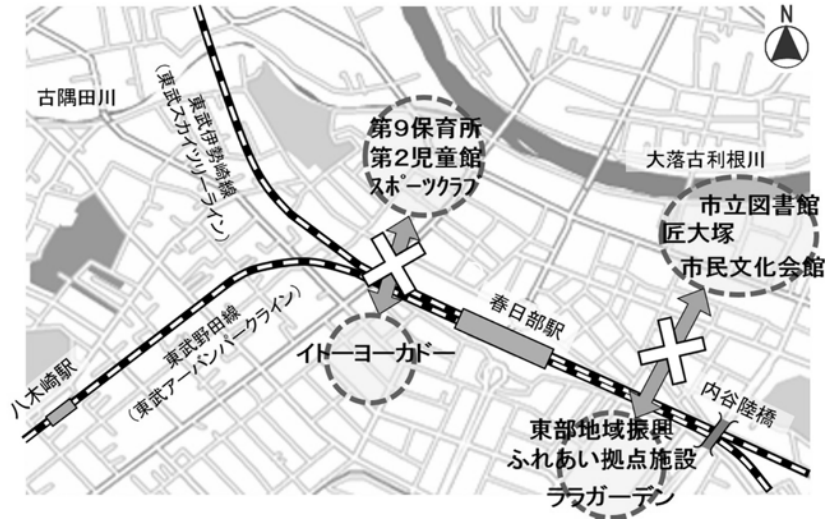 N
古隅田川
東武伊勢崎線
(東武スカイツリーライン)
第9保育所
第2児童館
スポーツクラブ
大落古利根川
市立図書館
匠大塚
市民文化会館
春日部駅
東武野田線
(東武アーバンパークライン)
イトーヨーカドー
八木崎駅
内谷陸橋
東部地域振興
ふれあい拠点施設
ララガーデン